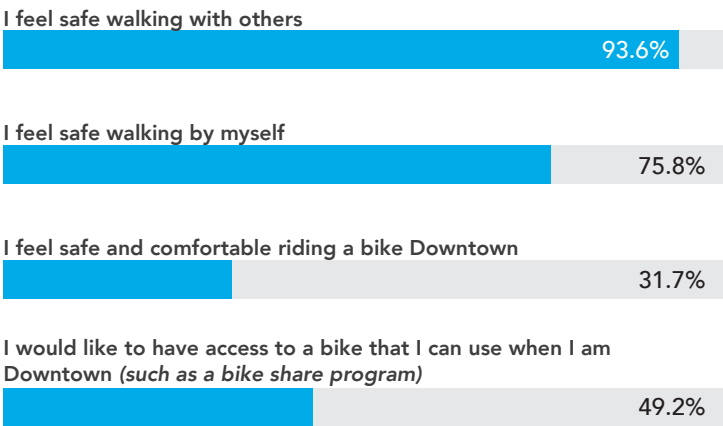 I feel safe walking with others
93.6%
I feel safe walking by myself
75.8%
I feel safe and comfortable riding a bike Downtown
31.7%
I would like to have access to a bike that I can use when I am
Downtown (such as a bike share program)
49.2%